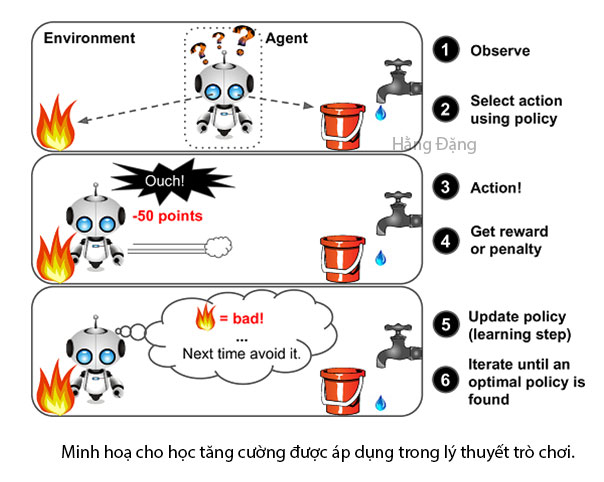 Environment
Agent
? ? ?
1 Observe
2 Select action
using policy
Hằng Đặng
Ouch!
-50 points
3 Action!
4 Get reward
or penalty
= bad!
...
Next time avoid it.
5 Update policy
(learning step)
6 Iterate until an
optimal policy is
found
Minh hoạ cho học tăng cường được áp dụng trong lý thuyết trò chơi.